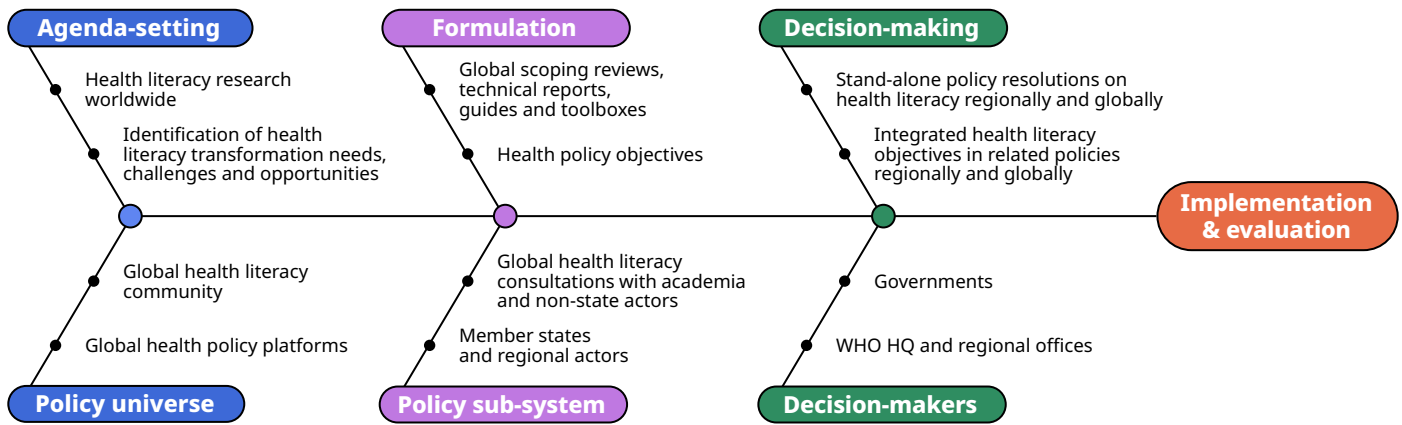 Agenda-setting
Health literacy research
worldwide
Identification of health
literacy transformation needs,
challenges and opportunities
Global health literacy
community
Global health policy platforms
Policy universe
Formulation
Global scoping reviews,
technical reports,
guides and toolboxes
Health policy objectives
Global health literacy
consultations with academia
and non-state actors
Member states
and regional actors
Policy sub-system
Decision-making
Stand-alone policy resolutions on
health literacy regionally and globally
Integrated health literacy
objectives in related policies
regionally and globally
Governments
WHO HQ and regional offices
Decision-makers
Implementation
& evaluation